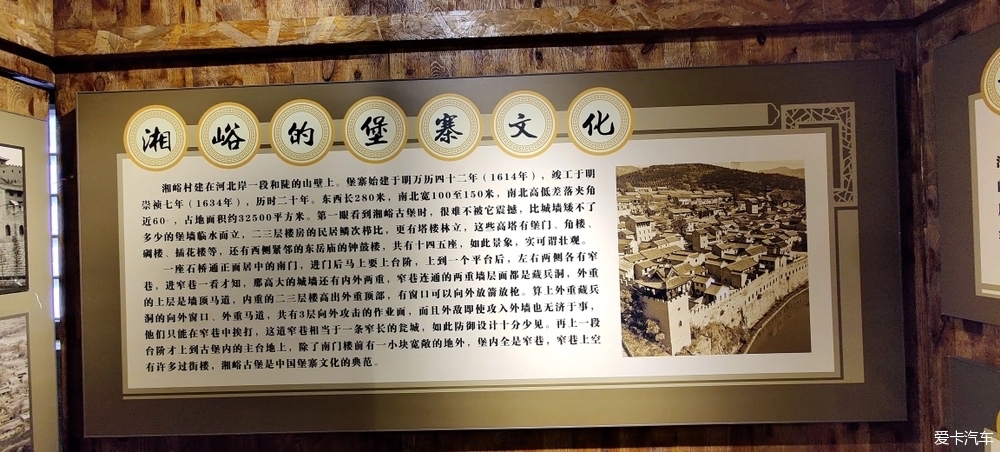 湘峪的堡寨文化
湘峪村建在河北岸一段和陡的山壁上。堡寨始建于明万历四十二年(1614年),竣工于明
崇祯七年(1634年),历时二十年。东西长280米,南北宽100至150米,南北高低差落夹角
近60°,占地面积约32500平方米。第一眼看到湘峪古堡时,很难不被它震撼,比城墙矮不了
多少的堡墙临水而立,二三层楼房的民居鳞次栉比,更有塔楼林立,这些高塔有堡门、角楼、
碉楼、插花楼等,还有西侧紧邻的东岳庙的钟鼓楼,共有十四五座,如此景象,实可谓壮观。
一座石桥通正面居中的南门,进门后马上要上台阶,上到一个平台后,左右两侧各有窄
巷,进窄巷一看才知,那高大的城墙还有内外两重,窄巷连通的两重墙层面都是藏兵洞,外重
的上层是墙顶马道,内重的二三层楼高出外重顶部,有窗口可以向外放箭放枪。算上外重藏兵
洞的向外窗口、外重马道,共有3层向外攻击的作业面,而且外敌即使攻入外墙也无济于事,
他们只能在窄巷中挨打,这道窄巷相当于一条窄长的瓮城,如此防御设计十分少见。再上一段
台阶才上到古堡内的主台地上,除了南门楼前有一小块宽敞的地外,堡内全是窄巷,窄巷上空
有许多过街楼,湘峪古堡是中国堡寨文化的典范。
爱卡汽车